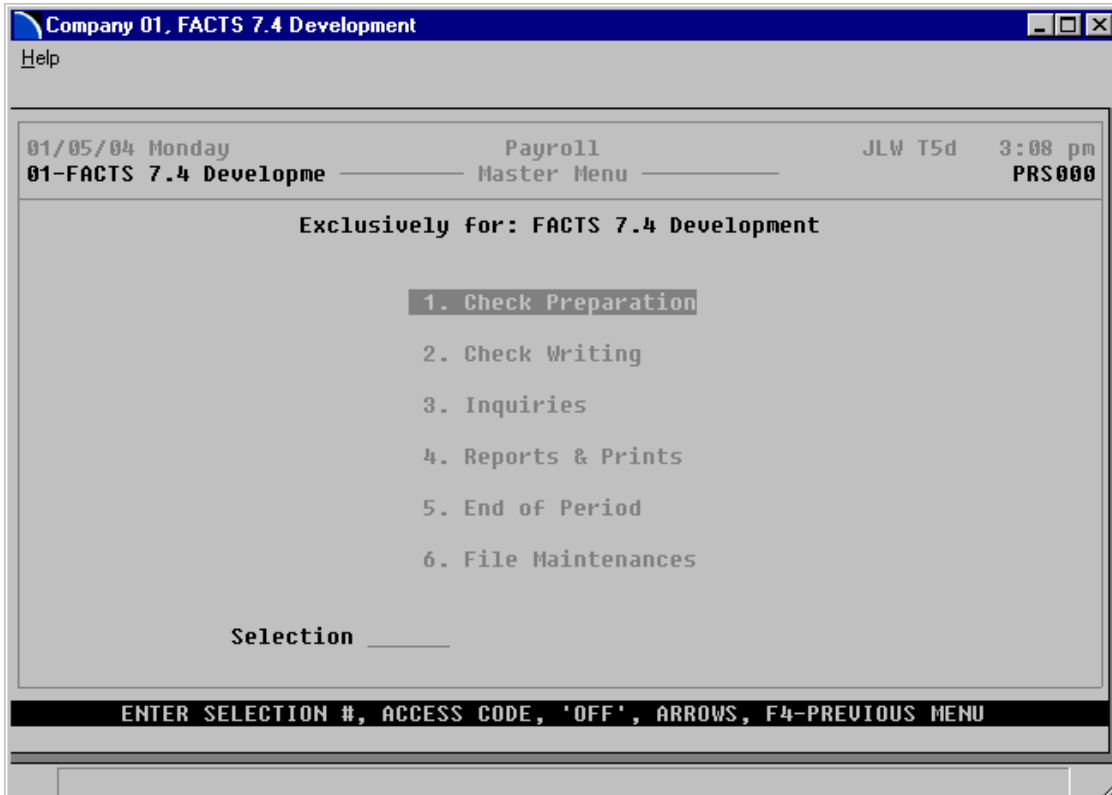 Company 01, FACTS 7.4 Development
Help
01/05/04 Monday Payroll JLW T5d 3:08 pm
01-FACTS 7.4 Developme Master Menu PRS000
Exclusively for: FACTS 7.4 Development
1. Check Preparation
2. Check Writing
3. Inquiries
4. Reports & Prints
5. End of Period
6. File Maintenances
Selection ______
ENTER SELECTION #, ACCESS CODE, 'OFF', ARROWS, F4-PREVIOUS MENU